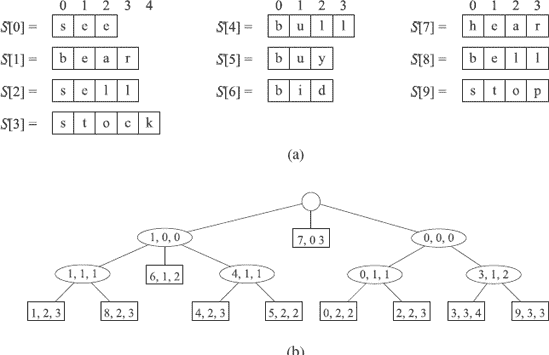 0 1 2 3 4 0 1 2 3 0 1 2 3
S[0] = s e e S[4] = b u l l S[7] = h e a r
S[1] = b e a r S[5] = b u y S[8] = b e l l
S[2] = s e l l S[6] = b i d S[9] = s t o p
S[3] = s t o c k
(a)
1, 0, 0 7, 0 3 0, 0, 0
1, 1, 1 6, 1, 2 4, 1, 1 0, 1, 1 3, 1, 2
1, 2, 3 8, 2, 3 4, 2, 3 5, 2, 2 0, 2, 2 2, 2, 3 3, 3, 4 9, 3, 3
(b)